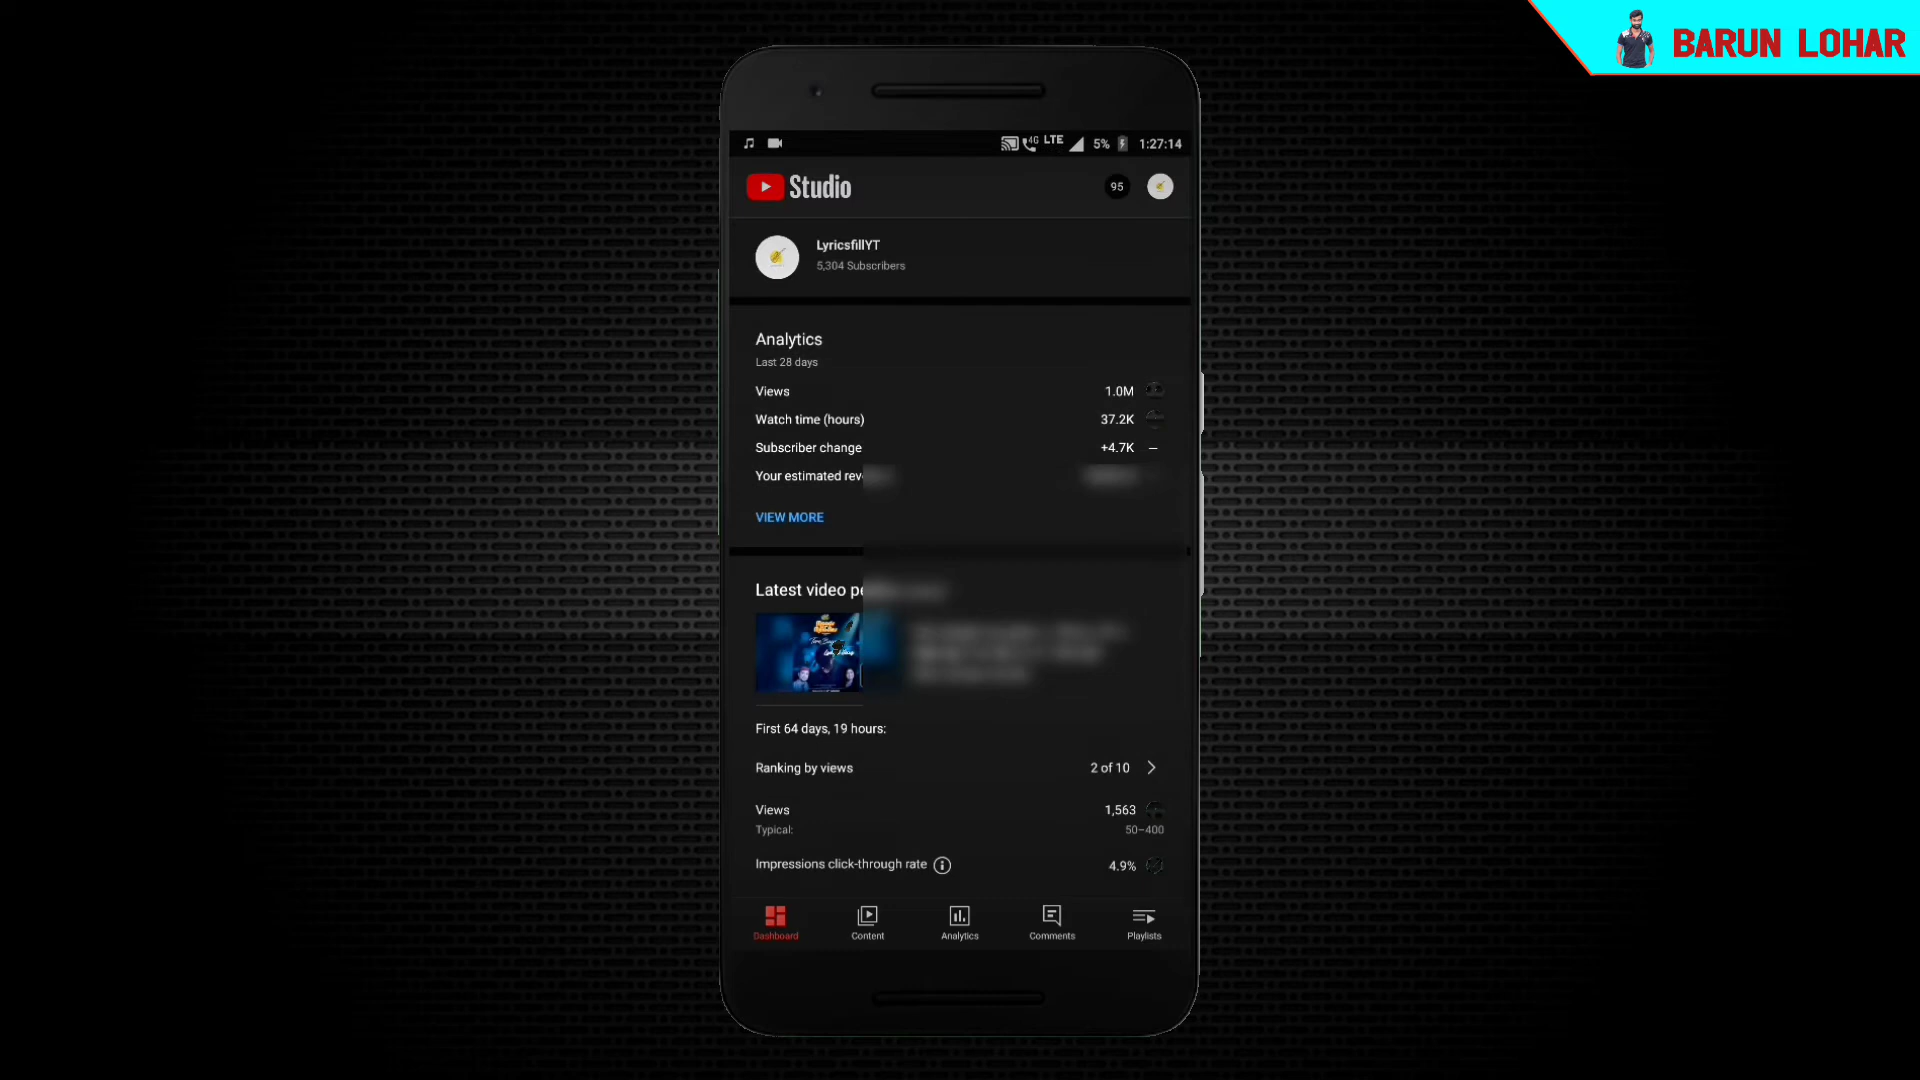 BARUN LOHAR
4G LTE 5% 1:27:14
Studio
95
LyricsfillYT
5,304 Subscribers
Analytics
Last 28 days
Views 1.0M
Watch time (hours) 37.2K
Subscriber change +4.7K —
Your estimated rev
VIEW MORE
Latest video pe
First 64 days, 19 hours:
Ranking by views 2 of 10
Views 1,563
Typical: 50–400
Impressions click-through rate 4.9%
Dashboard Content Analytics Comments Playlists